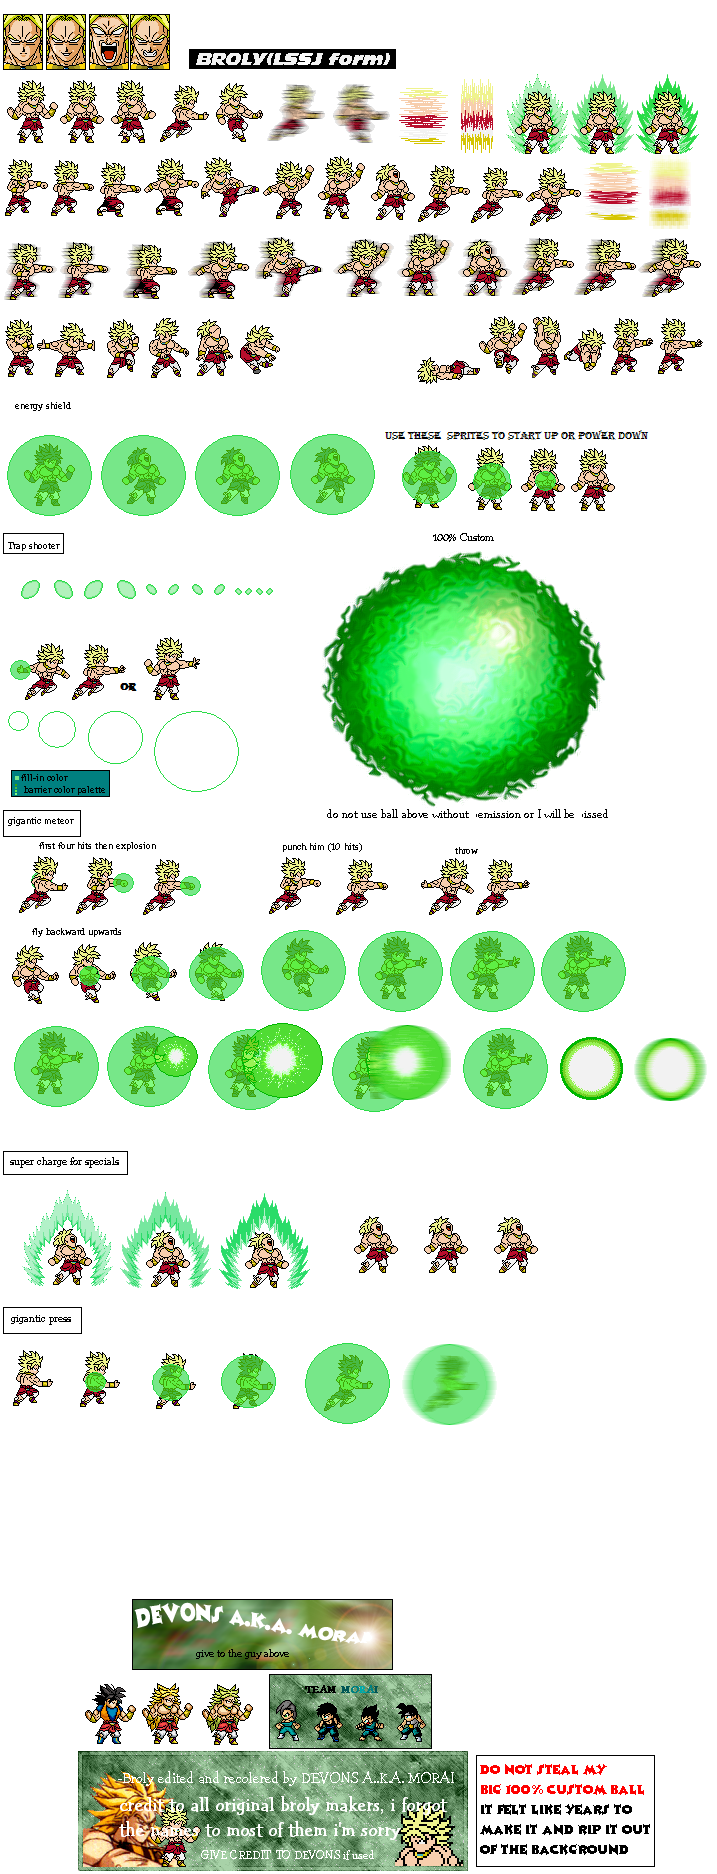 BROLY(LSSJ form)
energy shield
USE THESE SPRITES TO START UP OR POWER DOWN
Trap shooter
100% Custom
OR
fill-in color
barrier color palette
do not use ball above without emission or I will be issed
gigantic meteor
first four hits then explosion
punch him (10 hits)
throw
fly backward upwards
super charge for specials
gigantic press
DEVONS A.K.A. MORAI
give to the guy above
TEAM MORAI
-Broly edited and recolered by DEVONS A..K.A. MORAI
credit to all original broly makers, i forgot
the names to most of them i'm sorry
GIVE CREDIT TO DEVONS if used
DO NOT STEAL MY
BIG 100% CUSTOM BALL
IT FELT LIKE YEARS TO
MAKE IT AND RIP IT OUT
OF THE BACKGROUND